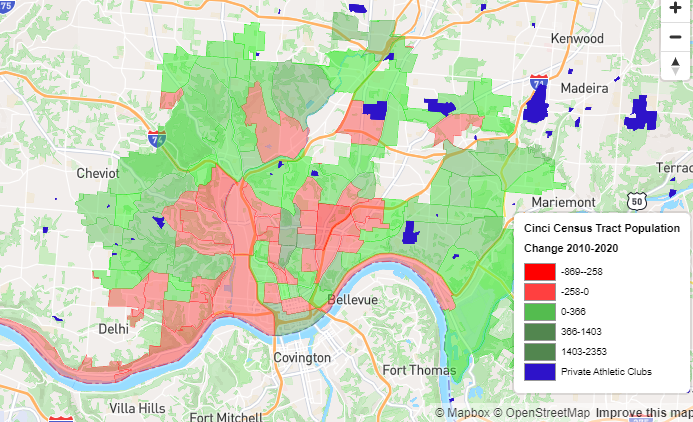 75
Kenwood
71
Madeira
74
Cheviot
Terrac
50
Mariemont
Cinci Census Tract Population
Change 2010-2020
-869--258
-258-0
0-366
366-1403
1403-2353
Private Athletic Clubs
Bellevue
Delhi
Covington
Fort Thomas
Villa Hills
Fort Mitchell
© Mapbox © OpenStreetMap Improve this map